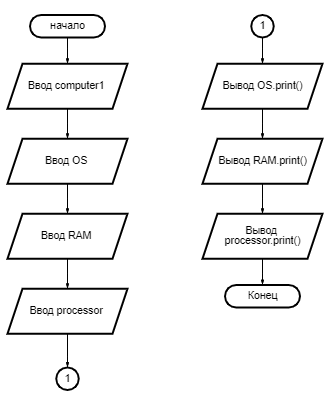 начало
Ввод computer1
Ввод OS
Ввод RAM
Ввод processor
1
1
Вывод OS.print()
Вывод RAM.print()
Вывод
processor.print()
Конец